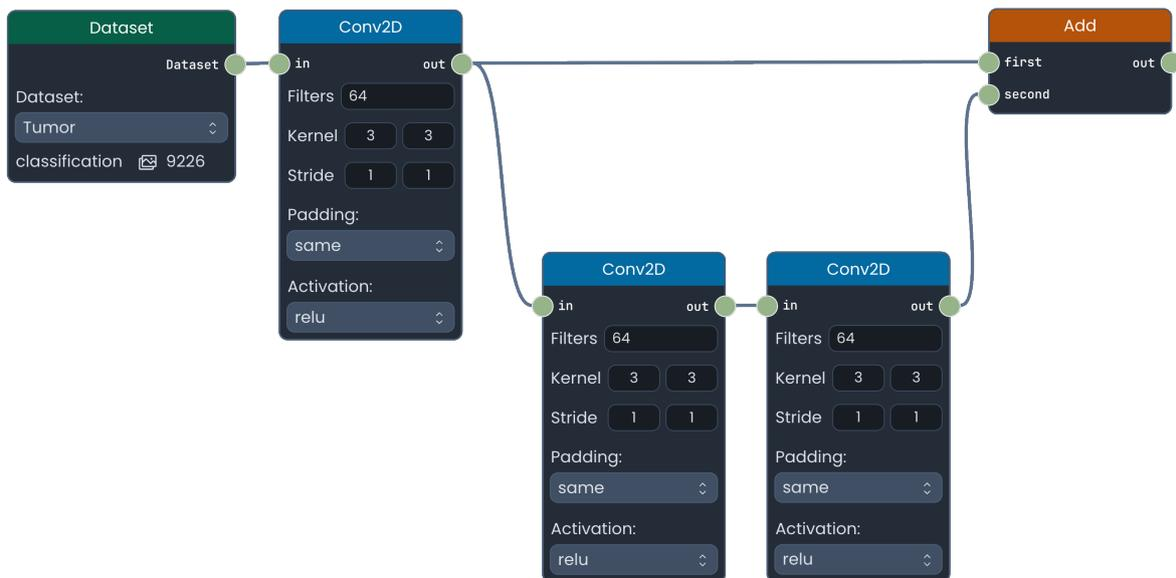 Dataset
Dataset
Dataset:
Tumor
classification 9226
Conv2D
in out
Filters 64
Kernel 3 3
Stride 1 1
Padding:
same
Activation:
relu
Conv2D
in out
Filters 64
Kernel 3 3
Stride 1 1
Padding:
same
Activation:
relu
Conv2D
in out
Filters 64
Kernel 3 3
Stride 1 1
Padding:
same
Activation:
relu
Add
first out
second